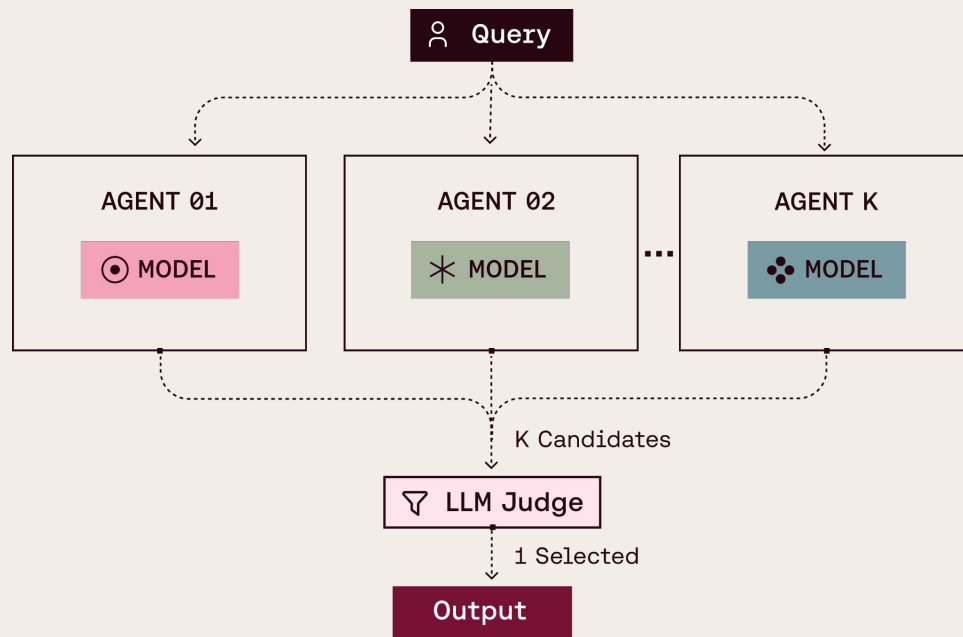 Query
AGENT 01
MODEL
AGENT 02
MODEL
...
AGENT K
MODEL
K Candidates
LLM Judge
1 Selected
Output